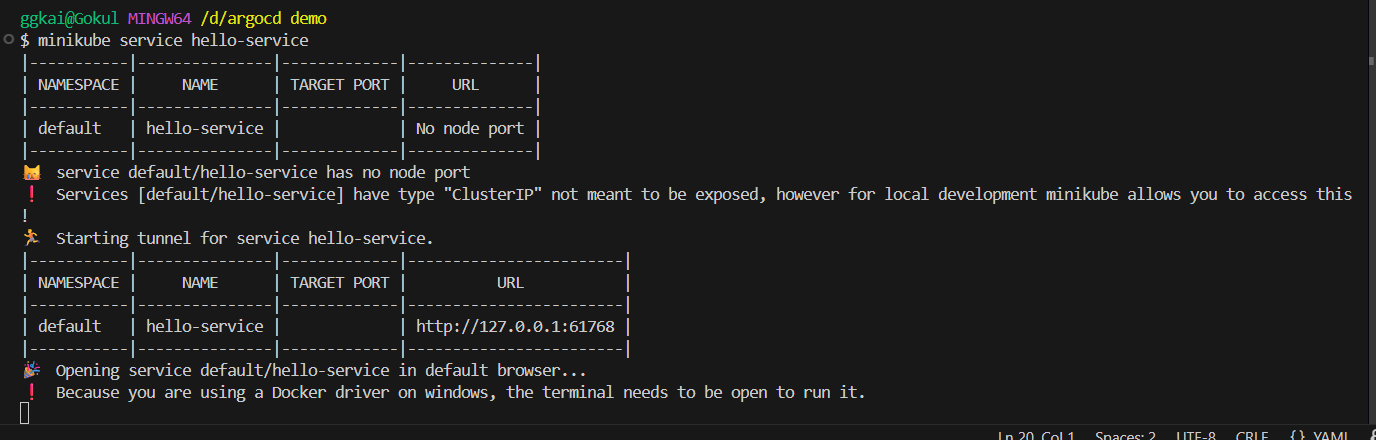 ggkai@Gokul MINGW64 /d/argocd demo
$ minikube service hello-service
|-----------|--------------|-------------|--------------|
| NAMESPACE |     NAME     | TARGET PORT |     URL      |
|-----------|--------------|-------------|--------------|
| default   | hello-service |             | No node port |
|-----------|--------------|-------------|--------------|
😿  service default/hello-service has no node port
❗  Services [default/hello-service] have type "ClusterIP" not meant to be exposed, however for local development minikube allows you to access this
!
🏃  Starting tunnel for service hello-service.
|-----------|--------------|-------------|------------------------|
| NAMESPACE |     NAME     | TARGET PORT |          URL           |
|-----------|--------------|-------------|------------------------|
| default   | hello-service |             | http://127.0.0.1:61768 |
|-----------|--------------|-------------|------------------------|
🎉  Opening service default/hello-service in default browser...
❗  Because you are using a Docker driver on windows, the terminal needs to be open to run it.
Ln 20, Col 1 Spaces: 2 UTF-8 CRLF {} YAML